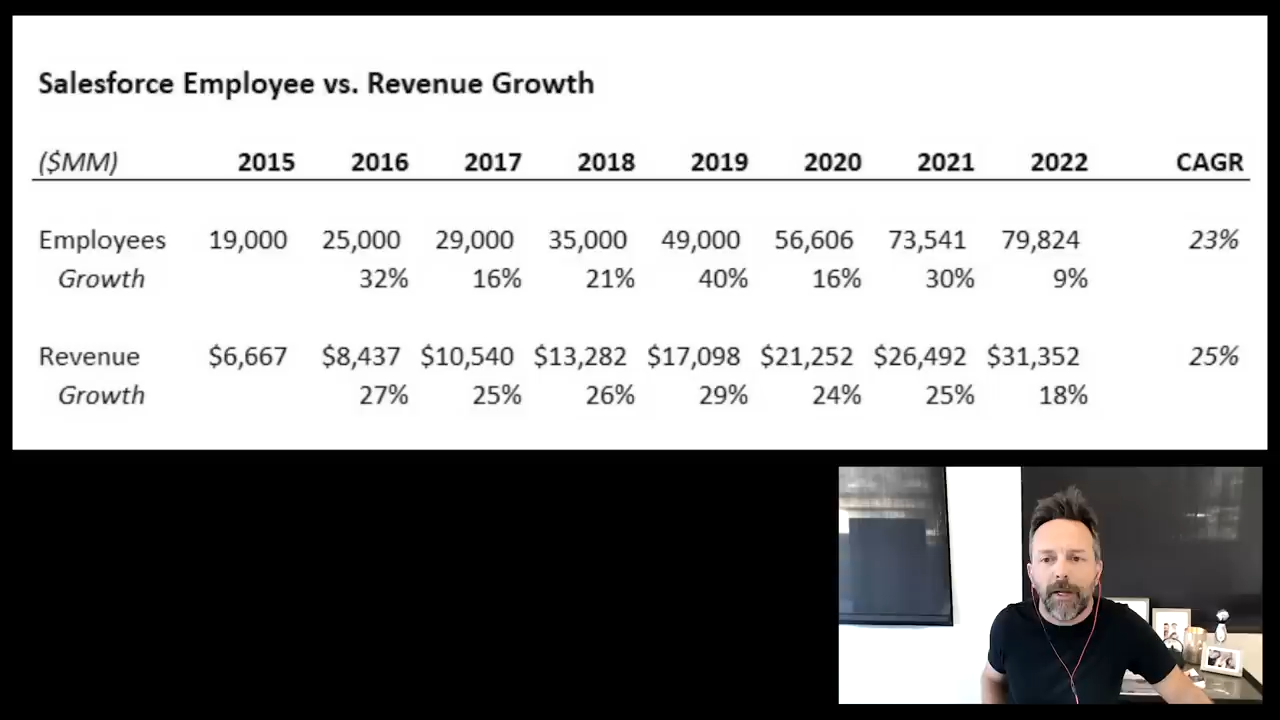 Salesforce Employee vs. Revenue Growth
($MM) 2015 2016 2017 2018 2019 2020 2021 2022 CAGR
Employees 19,000 25,000 29,000 35,000 49,000 56,606 73,541 79,824 23%
Growth 32% 16% 21% 40% 16% 30% 9%
Revenue $6,667 $8,437 $10,540 $13,282 $17,098 $21,252 $26,492 $31,352 25%
Growth 27% 25% 26% 29% 24% 25% 18%